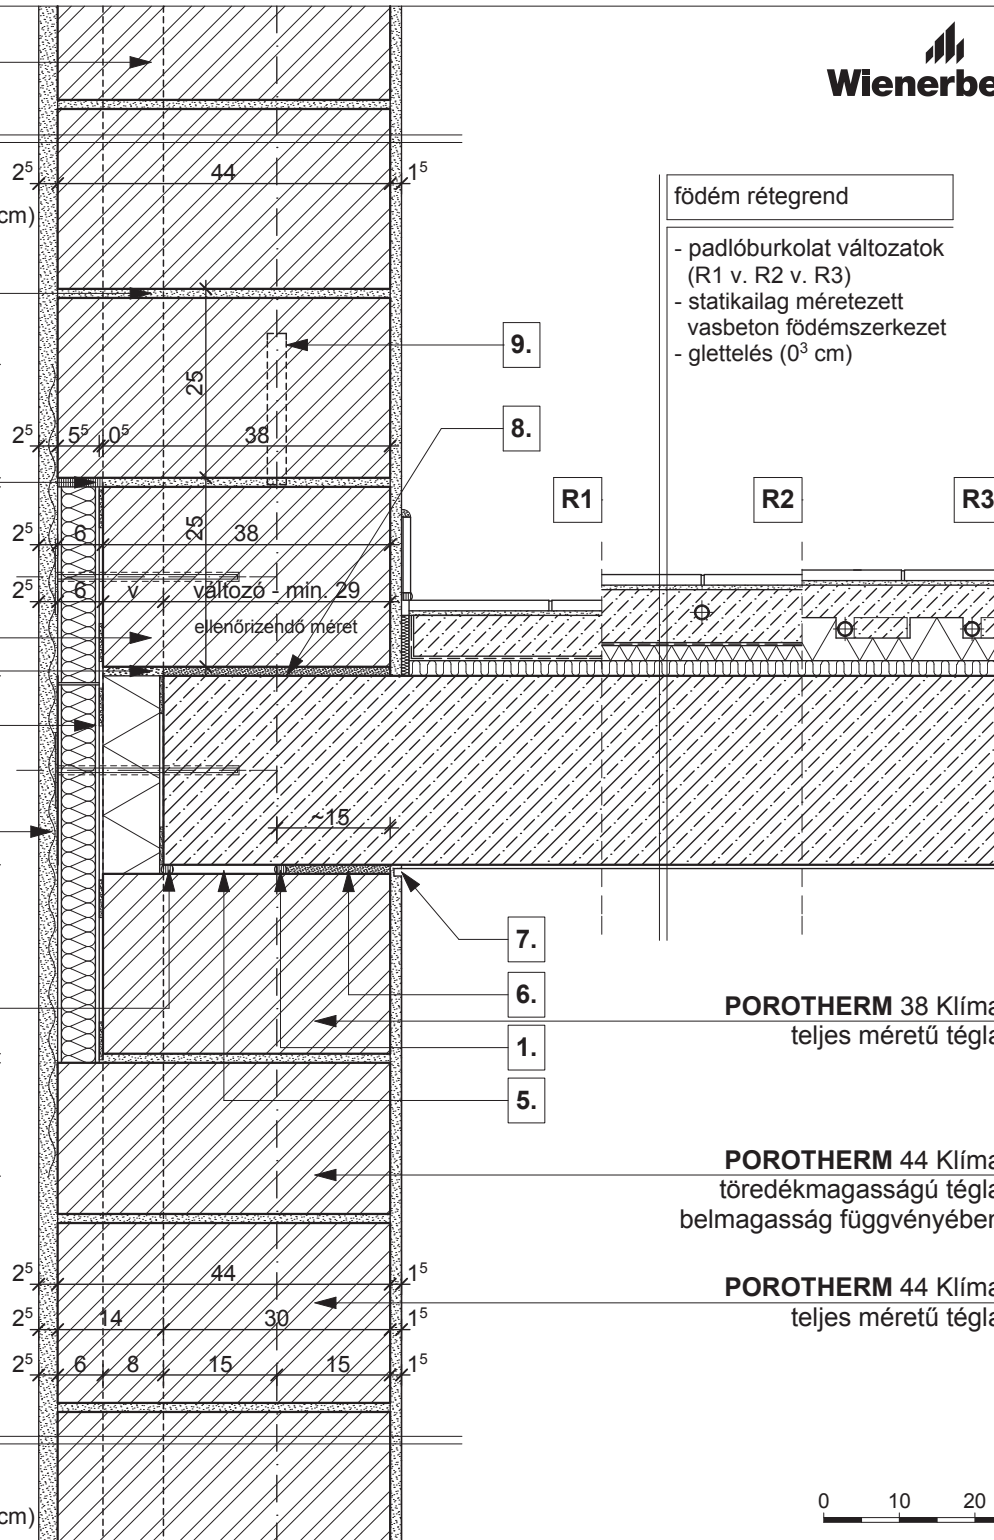 Wienerbe
2⁵ 44 1⁵
cm)
födém rétegrend
- padlóburkolat változatok
(R1 v. R2 v. R3)
- statikailag méretezett
vasbeton födémszerkezet
- glettelés (0³ cm)
9.
25
8.
2⁵ 5⁵ 0⁵ 38
R1 R2 R3
2⁵ 6 25 38
2⁵ 6 v változó - min. 29
ellenőrizendő méret
~15
7.
6.
1.
5.
POROTHERM 38 Klíma
teljes méretű tégla
POROTHERM 44 Klíma
töredékmagasságú tégla
belmagasság függvényében
2⁵ 44 1⁵
POROTHERM 44 Klíma
teljes méretű tégla
2⁵ 14 30 1⁵
2⁵ 6 8 15 15 1⁵
0 10 20
cm)